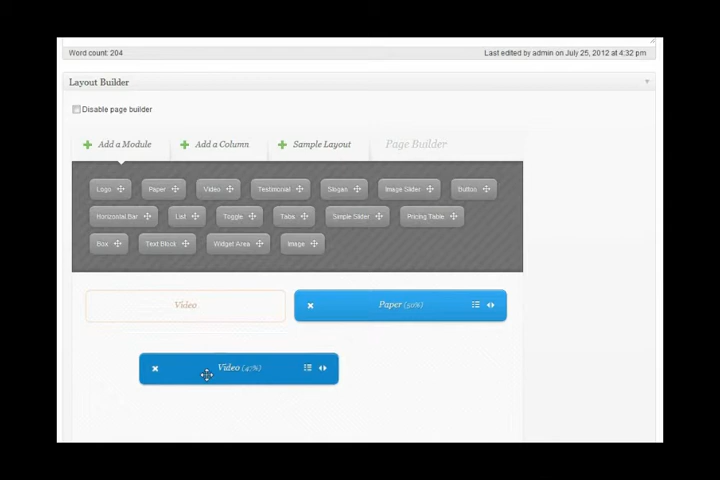 Word count: 204 Last edited by admin on July 25, 2012 at 4:32 pm
Layout Builder
Disable page builder
Add a Module Add a Column Sample Layout Page Builder
Logo Paper Video Testimonial Slogan Image Slider Button
Horizontal Bar List Toggle Tabs Simple Slider Pricing Table
Box Text Block Widget Area Image
Video Paper (50%)
Video (47%)